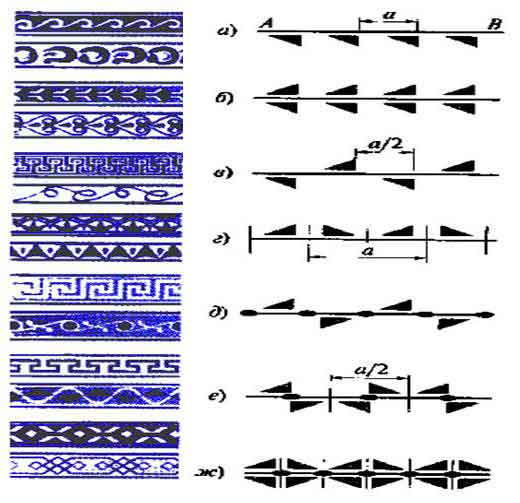 а) A a B
б)
в) a/2
г) a
д)
е) a/2
ж)